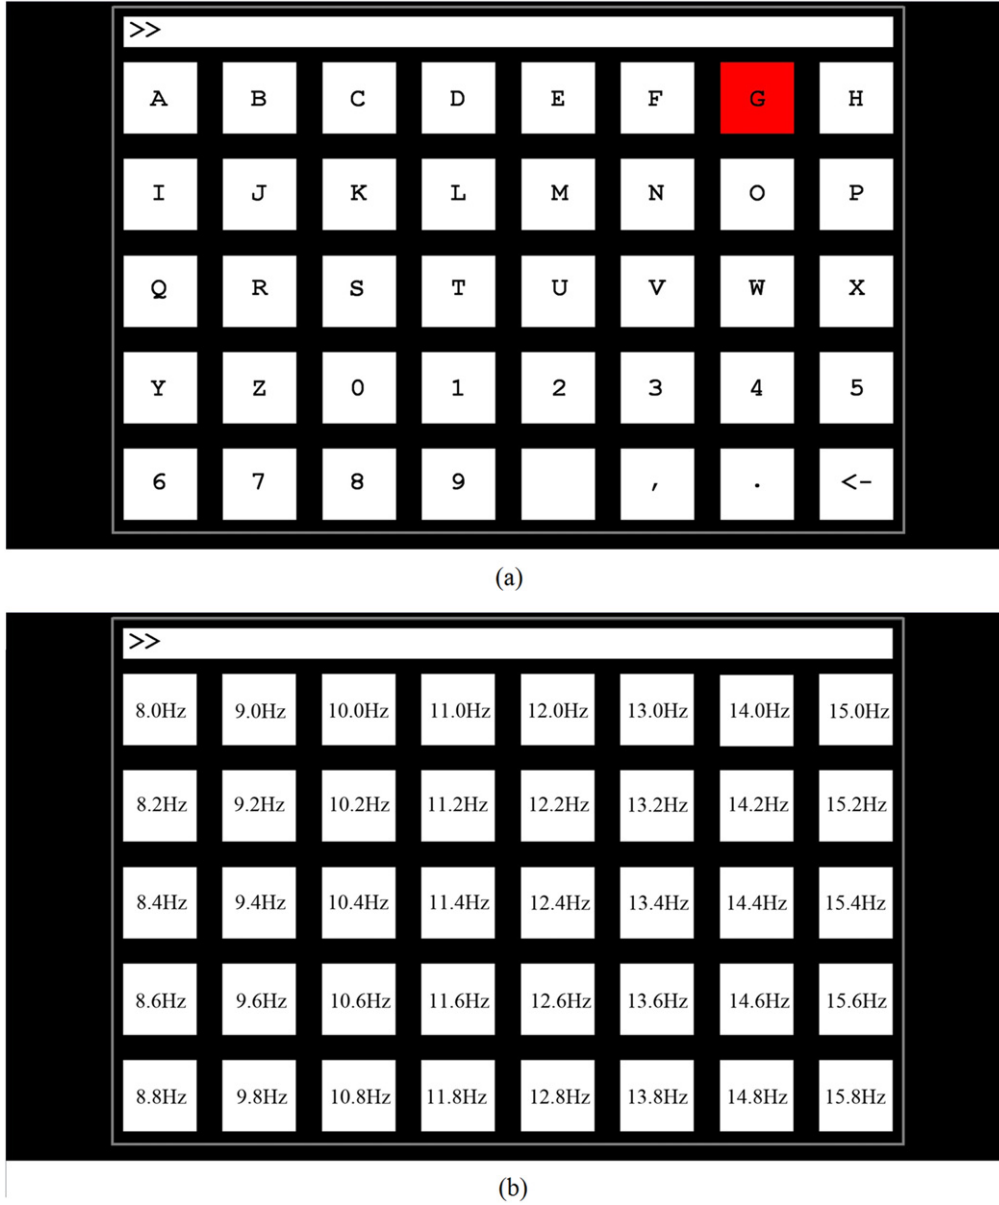 >>
A B C D E F G H
I J K L M N O P
Q R S T U V W X
Y Z 0 1 2 3 4 5
6 7 8 9 , . <-
(a)
>>
8.0Hz 9.0Hz 10.0Hz 11.0Hz 12.0Hz 13.0Hz 14.0Hz 15.0Hz
8.2Hz 9.2Hz 10.2Hz 11.2Hz 12.2Hz 13.2Hz 14.2Hz 15.2Hz
8.4Hz 9.4Hz 10.4Hz 11.4Hz 12.4Hz 13.4Hz 14.4Hz 15.4Hz
8.6Hz 9.6Hz 10.6Hz 11.6Hz 12.6Hz 13.6Hz 14.6Hz 15.6Hz
8.8Hz 9.8Hz 10.8Hz 11.8Hz 12.8Hz 13.8Hz 14.8Hz 15.8Hz
(b)